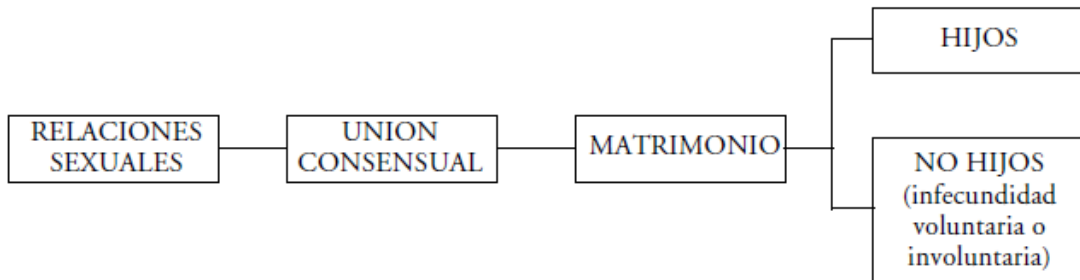 RELACIONES
SEXUALES
UNION
CONSENSUAL
MATRIMONIO
HIJOS
NO HIJOS
(infecundidad
voluntaria o
involuntaria)